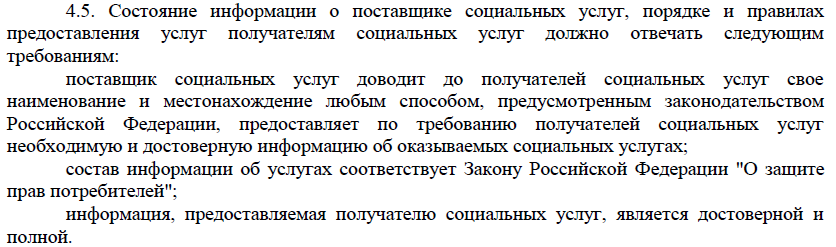 4.5. Состояние информации о поставщике социальных услуг, порядке и правилах
предоставления услуг получателям социальных услуг должно отвечать следующим
требованиям:
поставщик социальных услуг доводит до получателей социальных услуг свое
наименование и местонахождение любым способом, предусмотренным законодательством
Российской Федерации, предоставляет по требованию получателей социальных услуг
необходимую и достоверную информацию об оказываемых социальных услугах;
состав информации об услугах соответствует Закону Российской Федерации "О защите
прав потребителей";
информация, предоставляемая получателю социальных услуг, является достоверной и
полной.